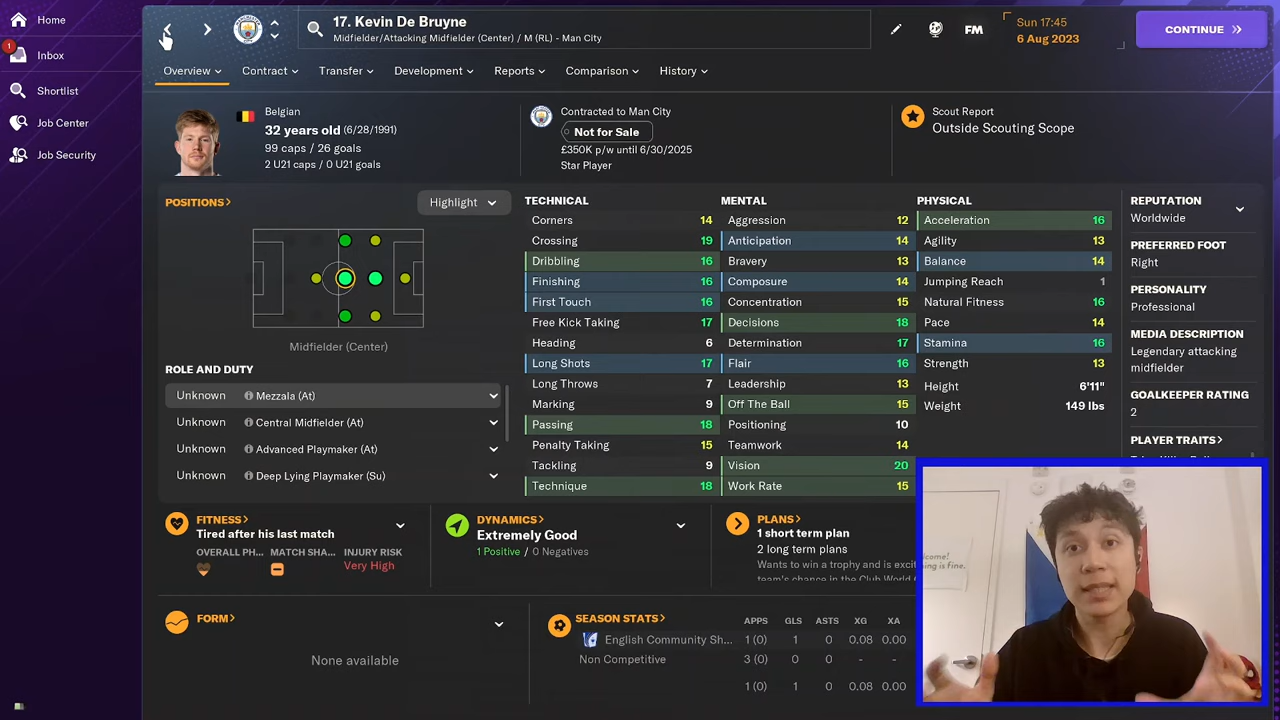 Home
1
Inbox
Shortlist
Job Center
Job Security
17. Kevin De Bruyne
Midfielder/Attacking Midfielder (Center) / M (RL) - Man City
FM
Sun 17:45
6 Aug 2023
CONTINUE
Overview
Contract
Transfer
Development
Reports
Comparison
History
Belgian
32 years old (6/28/1991)
99 caps / 26 goals
2 U21 caps / 0 U21 goals
Contracted to Man City
Not for Sale
£350K p/w until 6/30/2025
Star Player
Scout Report
Outside Scouting Scope
POSITIONS>
Highlight
Midfielder (Center)
ROLE AND DUTY
Unknown Mezzala (At)
Unknown Central Midfielder (At)
Unknown Advanced Playmaker (At)
Unknown Deep Lying Playmaker (Su)
TECHNICAL
Corners 14
Crossing 19
Dribbling 16
Finishing 16
First Touch 16
Free Kick Taking 17
Heading 6
Long Shots 17
Long Throws 7
Marking 9
Passing 18
Penalty Taking 15
Tackling 9
Technique 18
MENTAL
Aggression 12
Anticipation 14
Bravery 13
Composure 14
Concentration 15
Decisions 18
Determination 17
Flair 16
Leadership 13
Off The Ball 15
Positioning 10
Teamwork 14
Vision 20
Work Rate 15
PHYSICAL
Acceleration 16
Agility 13
Balance 14
Jumping Reach 1
Natural Fitness 16
Pace 14
Stamina 16
Strength 13
Height 6'11"
Weight 149 lbs
REPUTATION
Worldwide
PREFERRED FOOT
Right
PERSONALITY
Professional
MEDIA DESCRIPTION
Legendary attacking
midfielder
GOALKEEPER RATING
2
PLAYER TRAITS>
FITNESS>
Tired after his last match
OVERALL PH... MATCH SHA... INJURY RISK
Very High
DYNAMICS>
Extremely Good
1 Positive / 0 Negatives
PLANS>
1 short term plan
2 long term plans
Wants to win a trophy and is exci
team's chance in the Club World C
FORM>
None available
SEASON STATS> APPS GLS ASTS XG XA
English Community Sh... 1 (0) 1 0 0.08 0.00
Non Competitive 3 (0) 0 0 - -
1 (0) 1 0 0.08 0.00